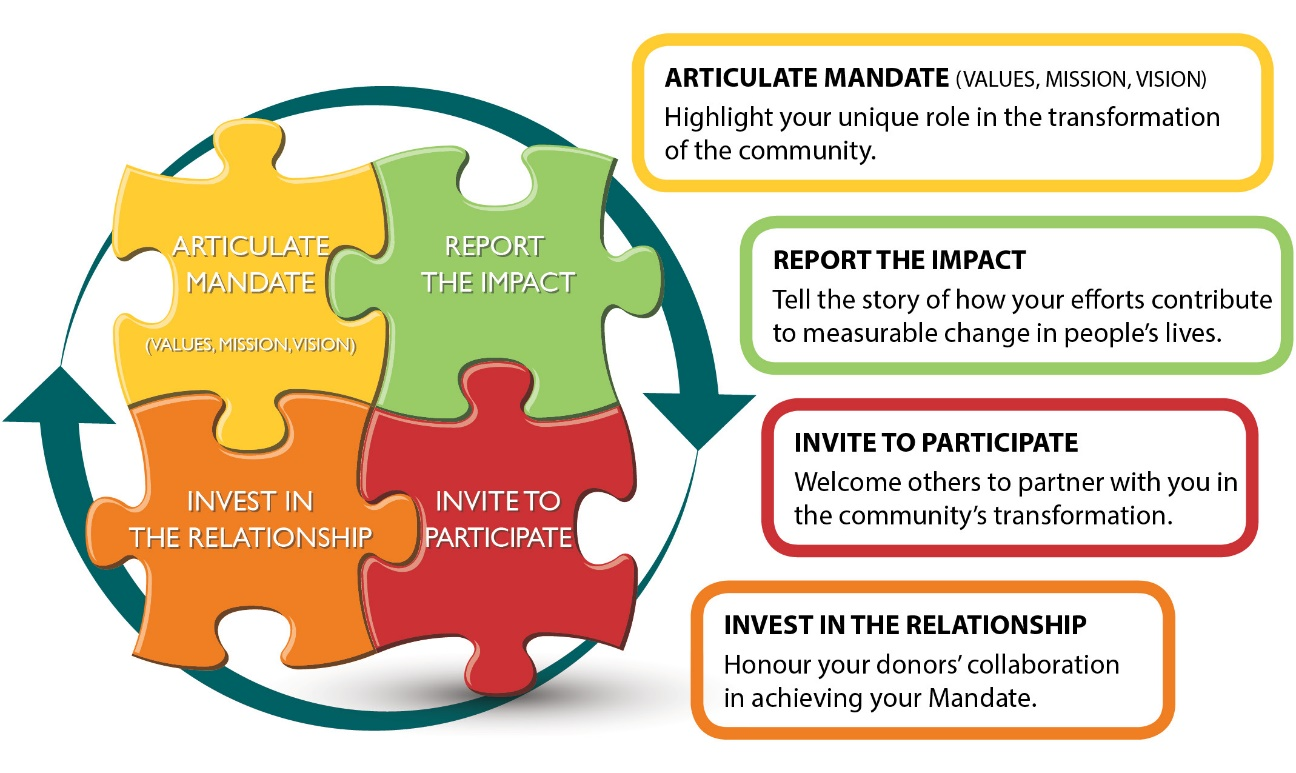 ARTICULATE
MANDATE
(VALUES, MISSION, VISION)
REPORT
THE IMPACT
INVEST IN
THE RELATIONSHIP
INVITE TO
PARTICIPATE
ARTICULATE MANDATE (VALUES, MISSION, VISION)
Highlight your unique role in the transformation
of the community.
REPORT THE IMPACT
Tell the story of how your efforts contribute
to measurable change in people’s lives.
INVITE TO PARTICIPATE
Welcome others to partner with you in
the community’s transformation.
INVEST IN THE RELATIONSHIP
Honour your donors’ collaboration
in achieving your Mandate.